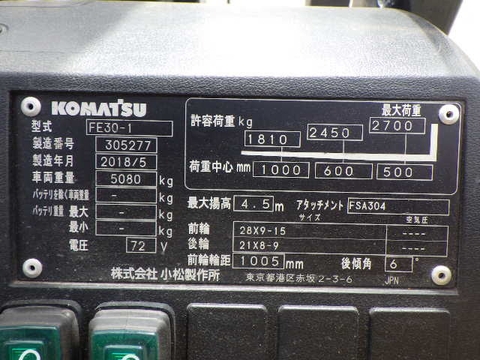 KOMATSU
型式 FE30-1
製造番号 305277
製造年月 2018/5
車両重量 5080 kg
バッテリを除く車両重量 - kg
バッテリ重量 最大 - kg
最小 - kg
電圧 72 V
最大荷重
許容荷重 kg 1810 2450 2700
荷重中心 mm 1000 600 500
最大揚高 4.5 m アタッチメント FSA304
サイズ 空気圧
前輪 28X9-15 ----
後輪 21X8-9 ----
前輪輪距 1005 mm 後傾角 6 °
株式会社 小松製作所 東京都港区赤坂2-3-6 JPN